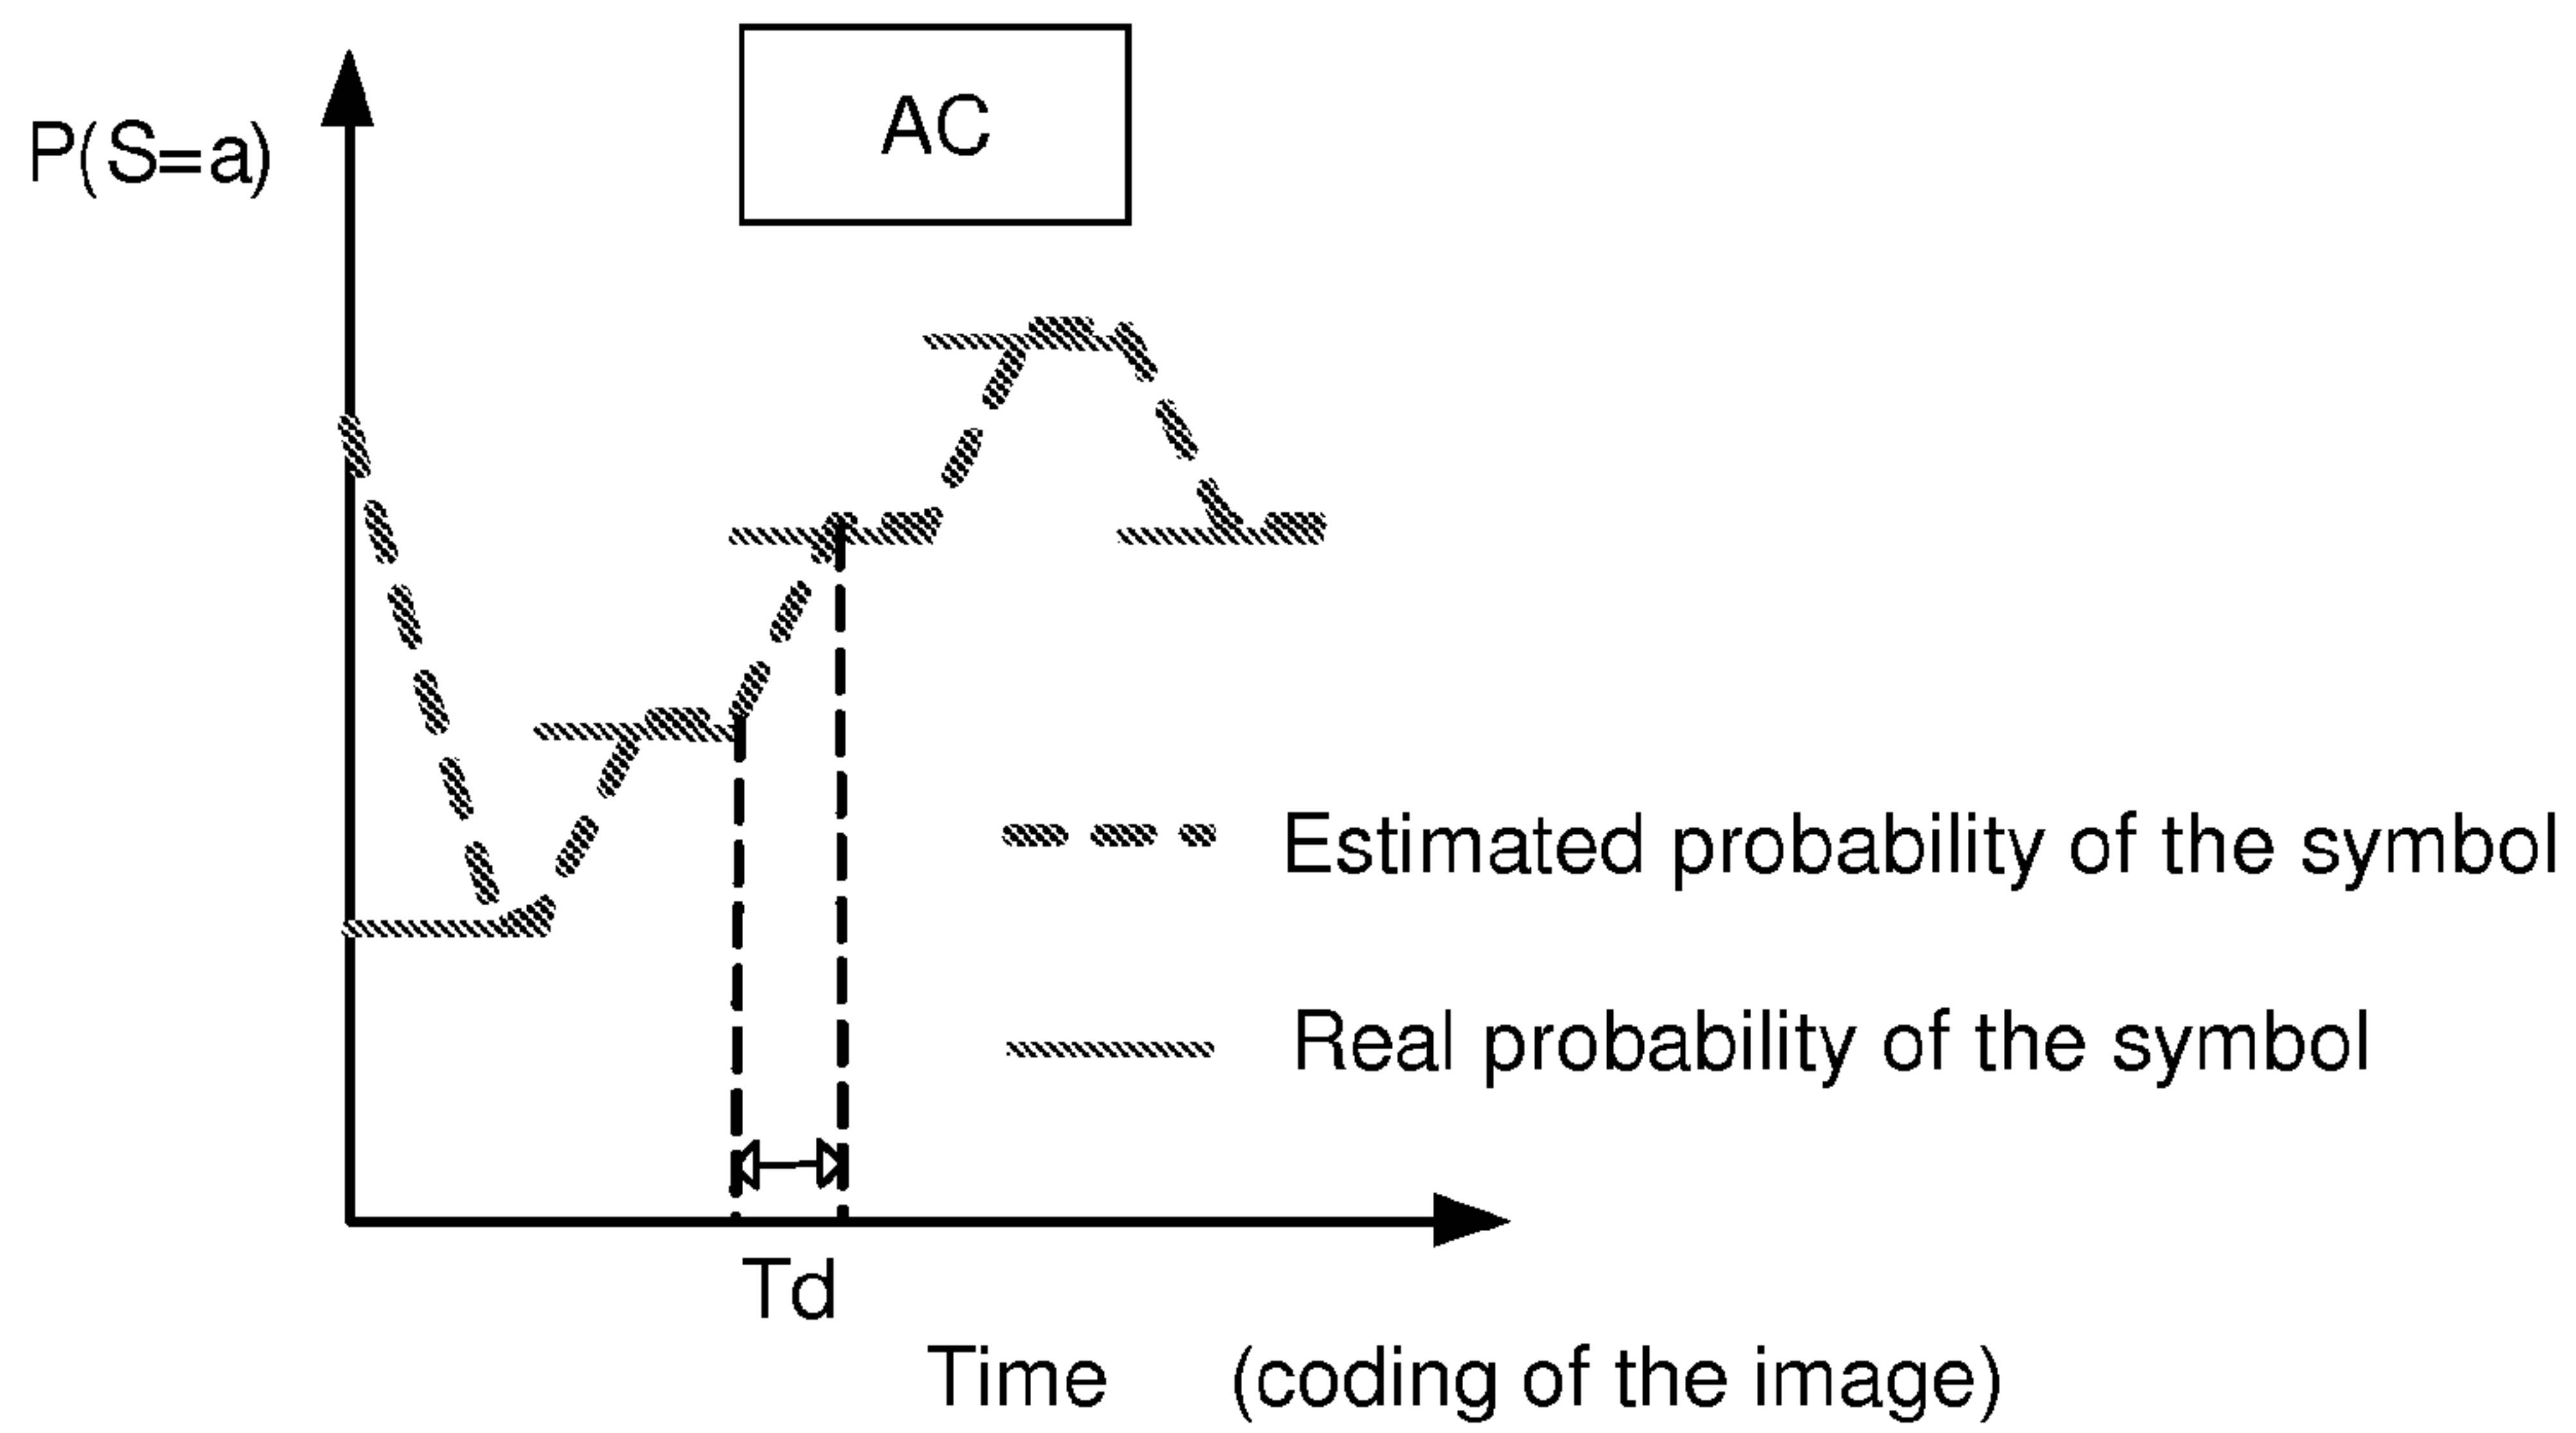 AC
P(S=a)
Estimated probability of the symbol
Real probability of the symbol
Td
Time (coding of the image)